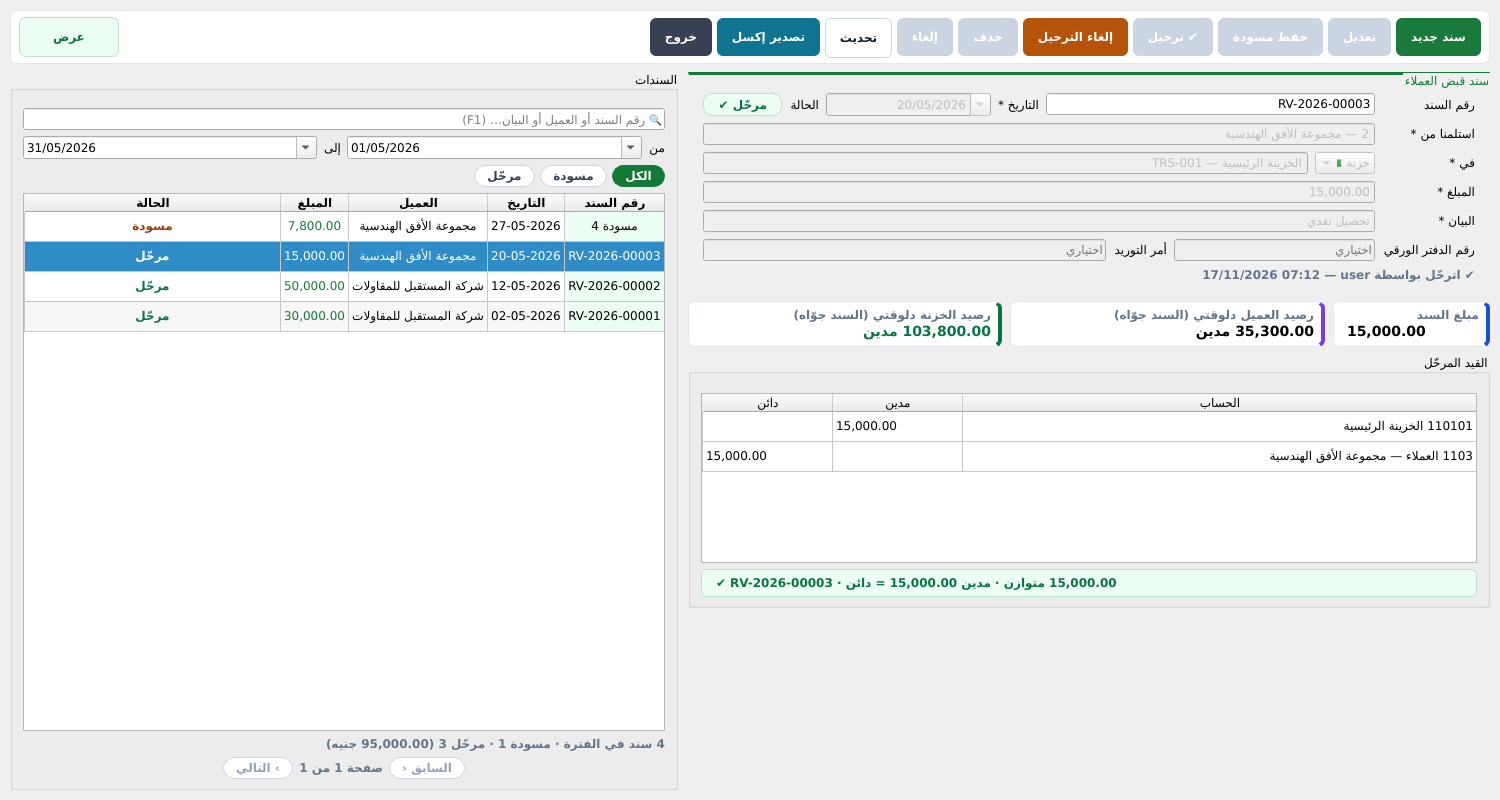 سند جديد
تعديل
حفظ مسودة
✔ ترحيل
إلغاء الترحيل
حذف
إلغاء
تحديث
تصدير إكسل
خروج
عرض
سند قبض العملاء
رقم السند RV-2026-00003 التاريخ * 20/05/2026 الحالة مرحّل ✔
استلمنا من * 2 — مجموعة الأفق الهندسية
في * خزنة الخزينة الرئيسية — TRS-001
المبلغ * 15,000.00
البيان * تحصيل نقدي
رقم الدفتر الورقي اختياري أمر التوريد اختياري
✔ اترحّل بواسطة user — 17/11/2026 07:12
مبلغ السند
15,000.00
رصيد العميل دلوقتي (السند جوّاه)
35,300.00 مدين
رصيد الخزنة دلوقتي (السند جوّاه)
103,800.00 مدين
القيد المرحّل
الحساب مدين دائن
110101 الخزينة الرئيسية 15,000.00
1103 العملاء — مجموعة الأفق الهندسية 15,000.00
✔ RV-2026-00003 · متوازن · مدين 15,000.00 = دائن 15,000.00
السندات
🔍 رقم السند أو العميل أو البيان... (F1)
من 01/05/2026 إلى 31/05/2026
الكل مسودة مرحّل
رقم السند التاريخ العميل المبلغ الحالة
مسودة 4 27-05-2026 مجموعة الأفق الهندسية 7,800.00 مسودة
RV-2026-00003 20-05-2026 مجموعة الأفق الهندسية 15,000.00 مرحّل
RV-2026-00002 12-05-2026 شركة المستقبل للمقاولات 50,000.00 مرحّل
RV-2026-00001 02-05-2026 شركة المستقبل للمقاولات 30,000.00 مرحّل
4 سند في الفترة · مسودة 1 · مرحّل 3 (95,000.00 جنيه)
السابق ‹ صفحة 1 من 1 › التالي